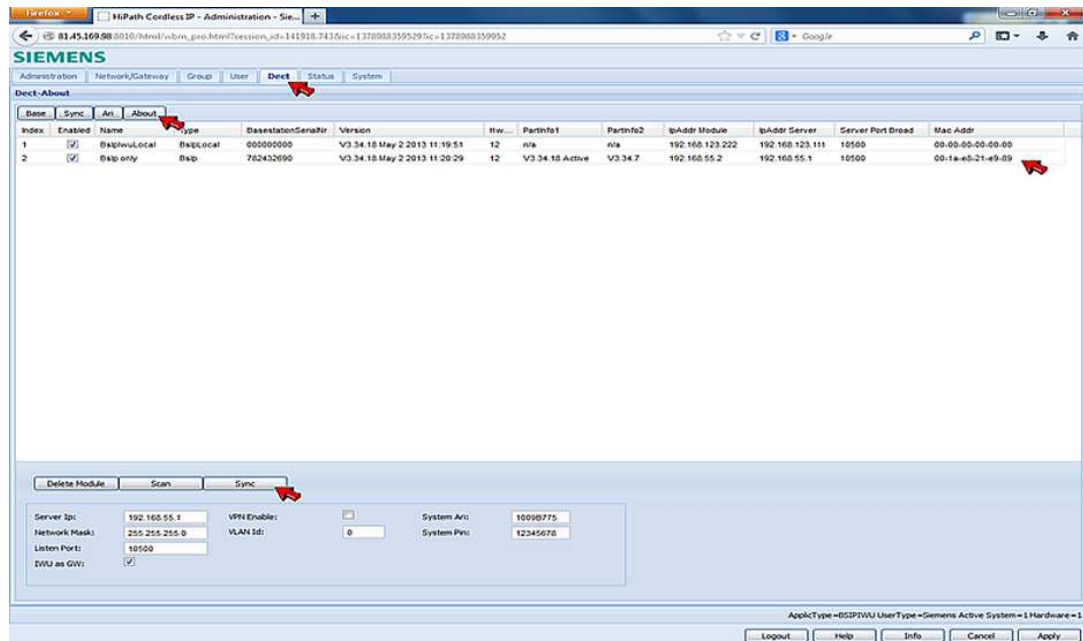 Firefox
HiPath Cordless IP - Administration - Sie...
81.45.169.98:8010/html/wbm_pro.html?session_id=141918.743&ic=1378988359529?ic=1378988359952
Google
SIEMENS
Administration Network/Gateway Group User Dect Status System
Dect-About
Base Sync Ari About
Index Enabled Name Type BasestationSerialNr Version Hw... PartInfo1 PartInfo2 IpAddr Module IpAddr Server Server Port Broad Mac Addr
1 BsIpIwuLocal BsIpLocal 000000000 V3.34.18 May 2 2013 11:19:51 12 n/a n/a 192.168.123.222 192.168.123.111 10500 00-00-00-00-00-00
2 BsIp only BsIp 782432690 V3.34.18 May 2 2013 11:20:29 12 V3.34.18 Active V3.34.7 192.168.55.2 192.168.55.1 10500 00-1a-e8-21-e9-89
Delete Module Scan Sync
Server Ip: 192.168.55.1 VPN Enable: System Ari: 10098775
Network Mask: 255.255.255.0 VLAN Id: 0 System Pin: 12345678
Listen Port: 10500
IWU as GW:
ApplicType=BSIPIWU UserType=Siemens Active System=1 Hardware=1
Logout Help Info Cancel Apply